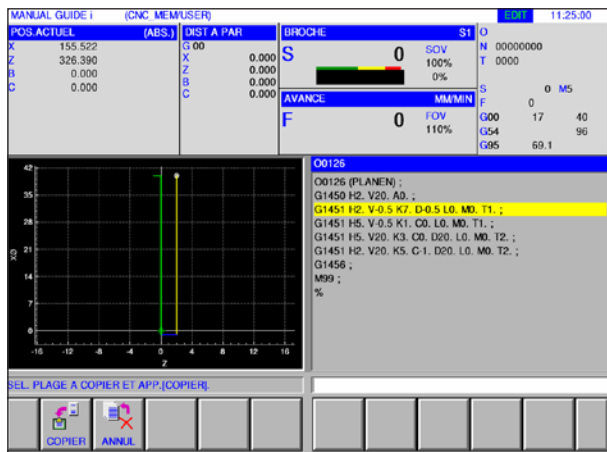 MANUAL GUIDE i (CNC_MEM/USER) EDIT 11:25:00
POS.ACTUEL (ABS.)
X 155.522
Z 326.390
B 0.000
C 0.000
DIST A PAR
G 00
X 0.000
Z 0.000
B 0.000
C 0.000
BROCHE S1
S 0 SOV
100%
0%
AVANCE MM/MIN
F 0 FOV
110%
O
N 00000000
T 0000
S 0 M5
F 0
G00 17 40
G54 96
G95 69.1
42
35
28
21
14
7
0
XØ
-16 -12 -8 -4 0 4 8 12 16
Z
O0126
O0126 (PLANEN) ;
G1450 H2. V20. A0. ;
G1451 H2. V-0.5 K7. D-0.5 L0. M0. T1. ;
G1451 H5. V-0.5 K1. C0. L0. M0. T1. ;
G1451 H5. V20. K3. C0. D20. L0. M0. T2. ;
G1451 H2. V20. K5. C-1. D20. L0. M0. T2. ;
G1456 ;
M99 ;
%
SEL. PLAGE A COPIER ET APP.[COPIER].
COPIER ANNUL